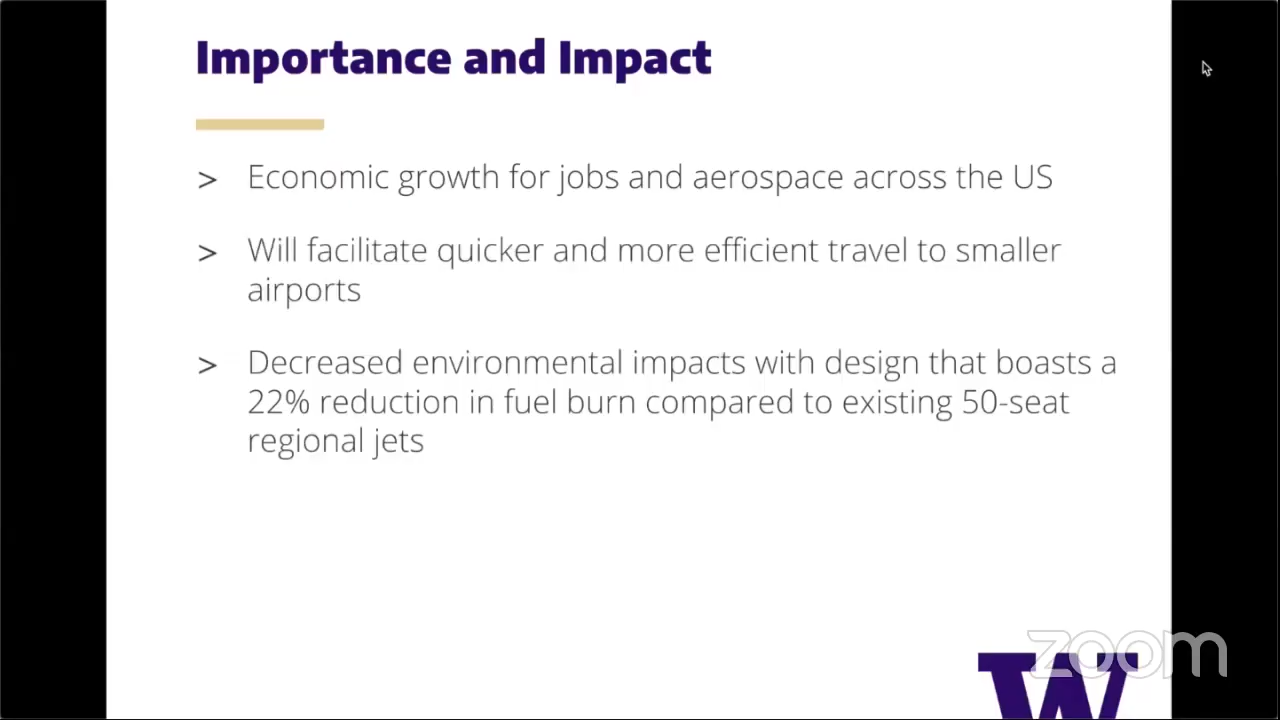 Importance and Impact
> Economic growth for jobs and aerospace across the US
> Will facilitate quicker and more efficient travel to smaller
airports
> Decreased environmental impacts with design that boasts a
22% reduction in fuel burn compared to existing 50-seat
regional jets
zoom
W